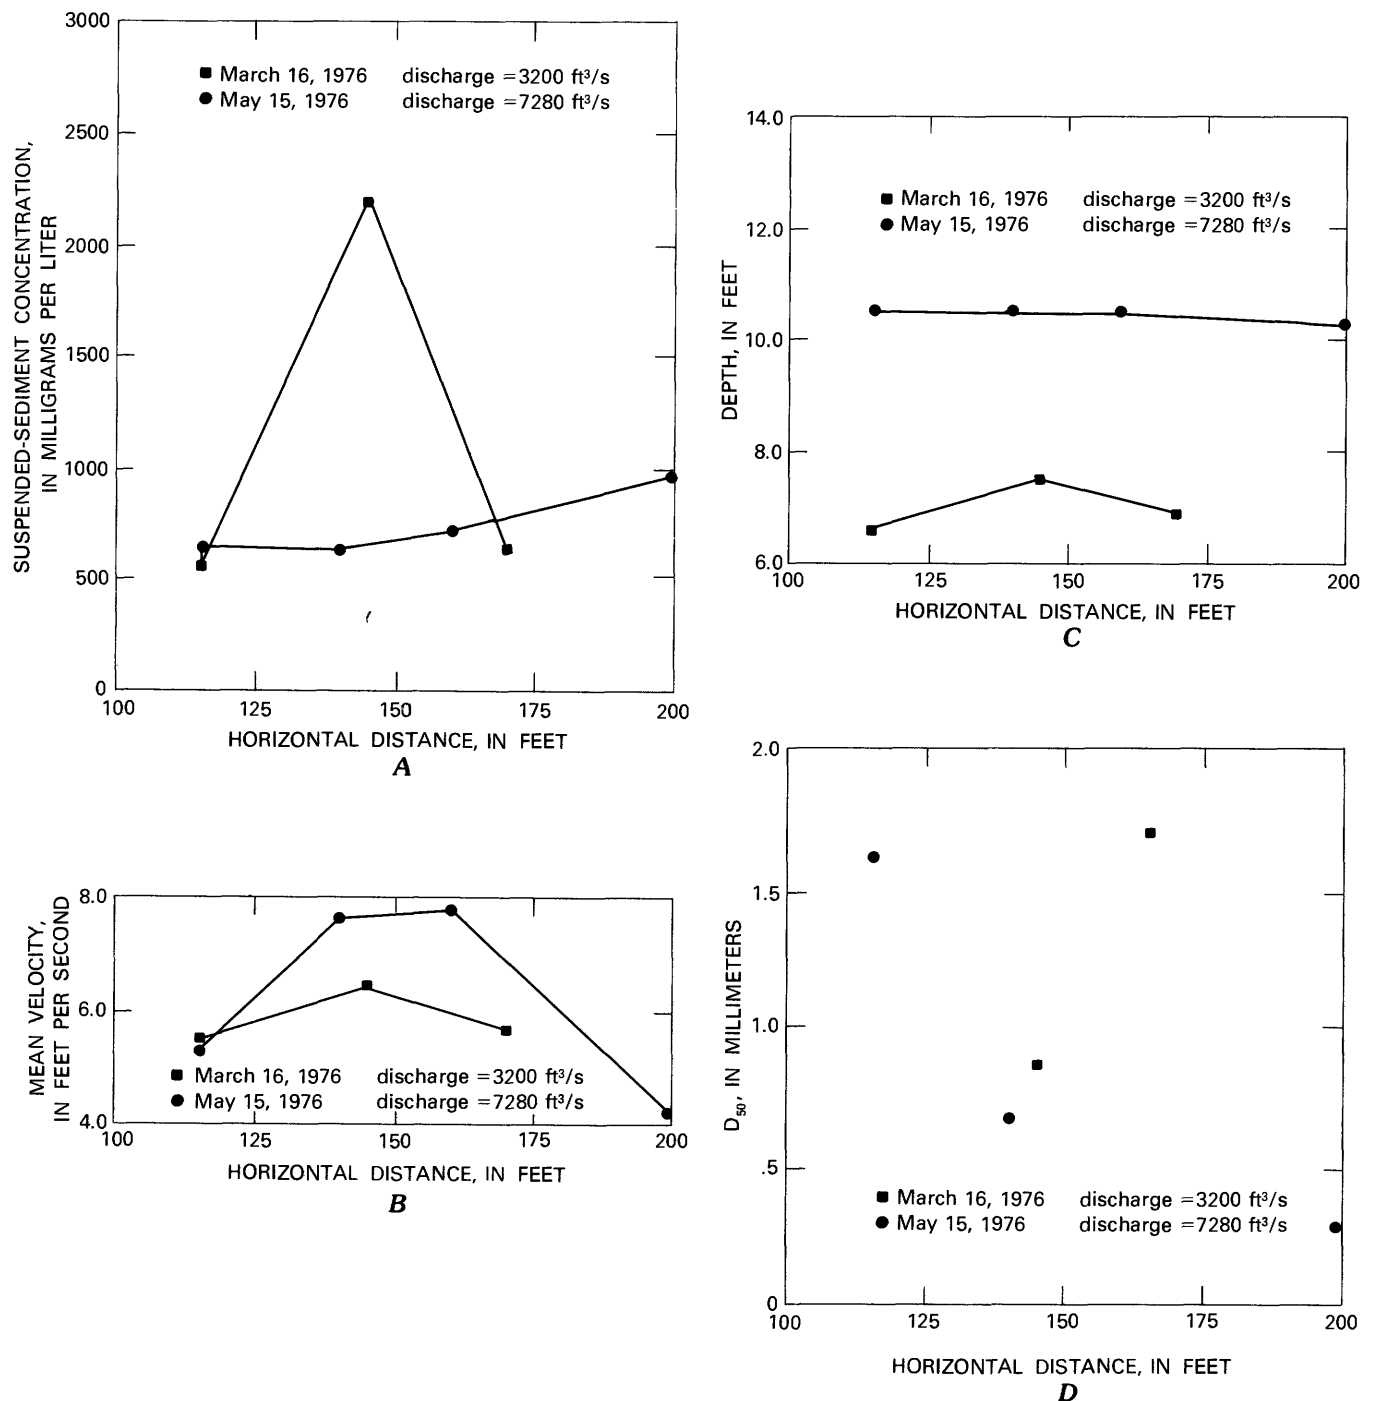 3000
2500
2000
1500
1000
500
0
SUSPENDED-SEDIMENT CONCENTRATION,
IN MILLIGRAMS PER LITER
March 16, 1976 discharge =3200 ft³/s
May 15, 1976 discharge =7280 ft³/s
100 125 150 175 200
HORIZONTAL DISTANCE, IN FEET
A
8.0
6.0
4.0
MEAN VELOCITY,
IN FEET PER SECOND
March 16, 1976 discharge =3200 ft³/s
May 15, 1976 discharge =7280 ft³/s
100 125 150 175 200
HORIZONTAL DISTANCE, IN FEET
B
14.0
12.0
10.0
8.0
6.0
DEPTH, IN FEET
March 16, 1976 discharge =3200 ft³/s
May 15, 1976 discharge =7280 ft³/s
100 125 150 175 200
HORIZONTAL DISTANCE, IN FEET
C
2.0
1.5
1.0
.5
0
D₅₀, IN MILLIMETERS
March 16, 1976 discharge =3200 ft³/s
May 15, 1976 discharge =7280 ft³/s
100 125 150 175 200
HORIZONTAL DISTANCE, IN FEET
D